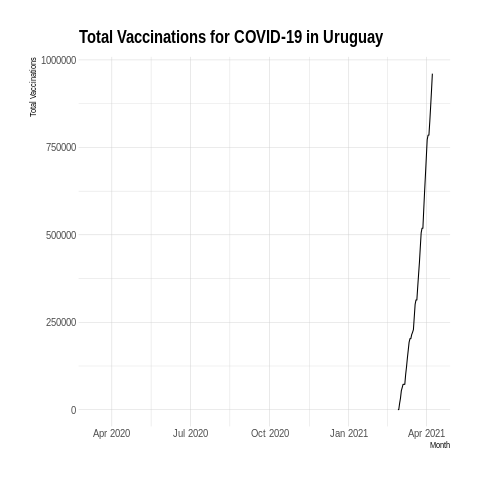 Total Vaccinations for COVID-19 in Uruguay
Total Vaccinations
1000000
750000
500000
250000
0
Apr 2020 Jul 2020 Oct 2020 Jan 2021 Apr 2021
Month